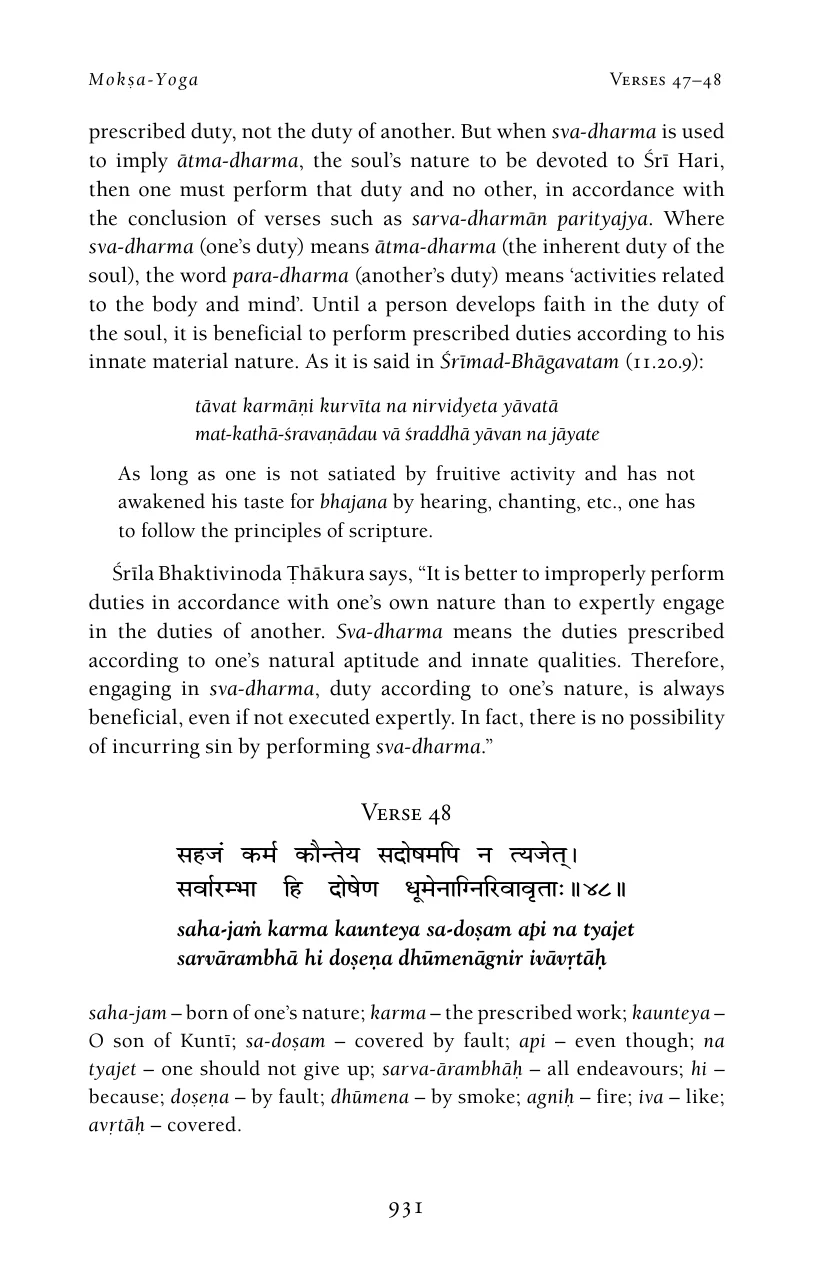 Mokṣa-Yoga Verses 47–48
prescribed duty, not the duty of another. But when sva-dharma is used
to imply ātma-dharma, the soul’s nature to be devoted to Śrī Hari,
then one must perform that duty and no other, in accordance with
the conclusion of verses such as sarva-dharmān parityajya. Where
sva-dharma (one’s duty) means ātma-dharma (the inherent duty of the
soul), the word para-dharma (another’s duty) means ‘activities related
to the body and mind’. Until a person develops faith in the duty of
the soul, it is beneficial to perform prescribed duties according to his
innate material nature. As it is said in Śrīmad-Bhāgavatam (11.20.9):
tāvat karmāṇi kurvīta na nirvidyeta yāvatā
mat-kathā-śravaṇādau vā śraddhā yāvan na jāyate
As long as one is not satiated by fruitive activity and has not
awakened his taste for bhajana by hearing, chanting, etc., one has
to follow the principles of scripture.
Śrīla Bhaktivinoda Ṭhākura says, “It is better to improperly perform
duties in accordance with one’s own nature than to expertly engage
in the duties of another. Sva-dharma means the duties prescribed
according to one’s natural aptitude and innate qualities. Therefore,
engaging in sva-dharma, duty according to one’s nature, is always
beneficial, even if not executed expertly. In fact, there is no possibility
of incurring sin by performing sva-dharma.”
Verse 48
सहजं कर्म कौन्तेय सदोषमपि न त्यजेत्।
सर्वारम्भा हि दोषेण धूमेनाग्निरिवावृताः॥४८॥
saha-jaṁ karma kaunteya sa-doṣam api na tyajet
sarvārambhā hi doṣeṇa dhūmenāgnir ivāvṛtāḥ
saha-jam – born of one’s nature; karma – the prescribed work; kaunteya –
O son of Kuntī; sa-doṣam – covered by fault; api – even though; na
tyajet – one should not give up; sarva-ārambhāḥ – all endeavours; hi –
because; doṣeṇa – by fault; dhūmena – by smoke; agniḥ – fire; iva – like;
avṛtāḥ – covered.
931